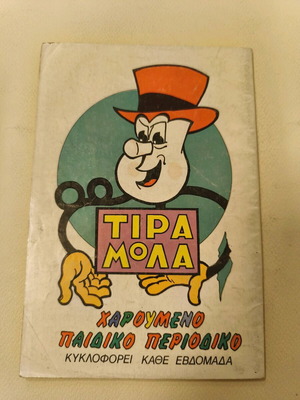 ΤΙΡΑ
ΜΟΛΑ
ΧΑΡΟΥΜΕΝΟ
ΠΑΙΔΙΚΟ ΠΕΡΙΟΔΙΚΟ
ΚΥΚΛΟΦΟΡΕΙ ΚΑΘΕ ΕΒΔΟΜΑΔΑ